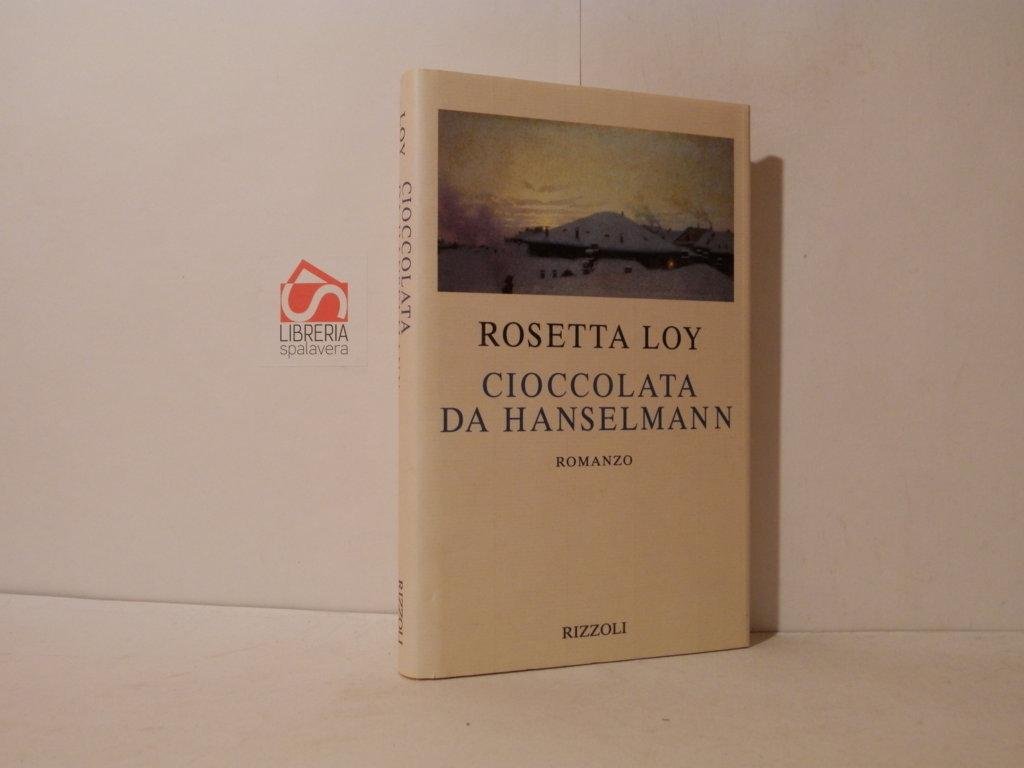 LIBRERIA
spalavera
LOY CIOCCOLATA
RIZZOLI
ROSETTA LOY
CIOCCOLATA
DA HANSELMANN
ROMANZO
RIZZOLI